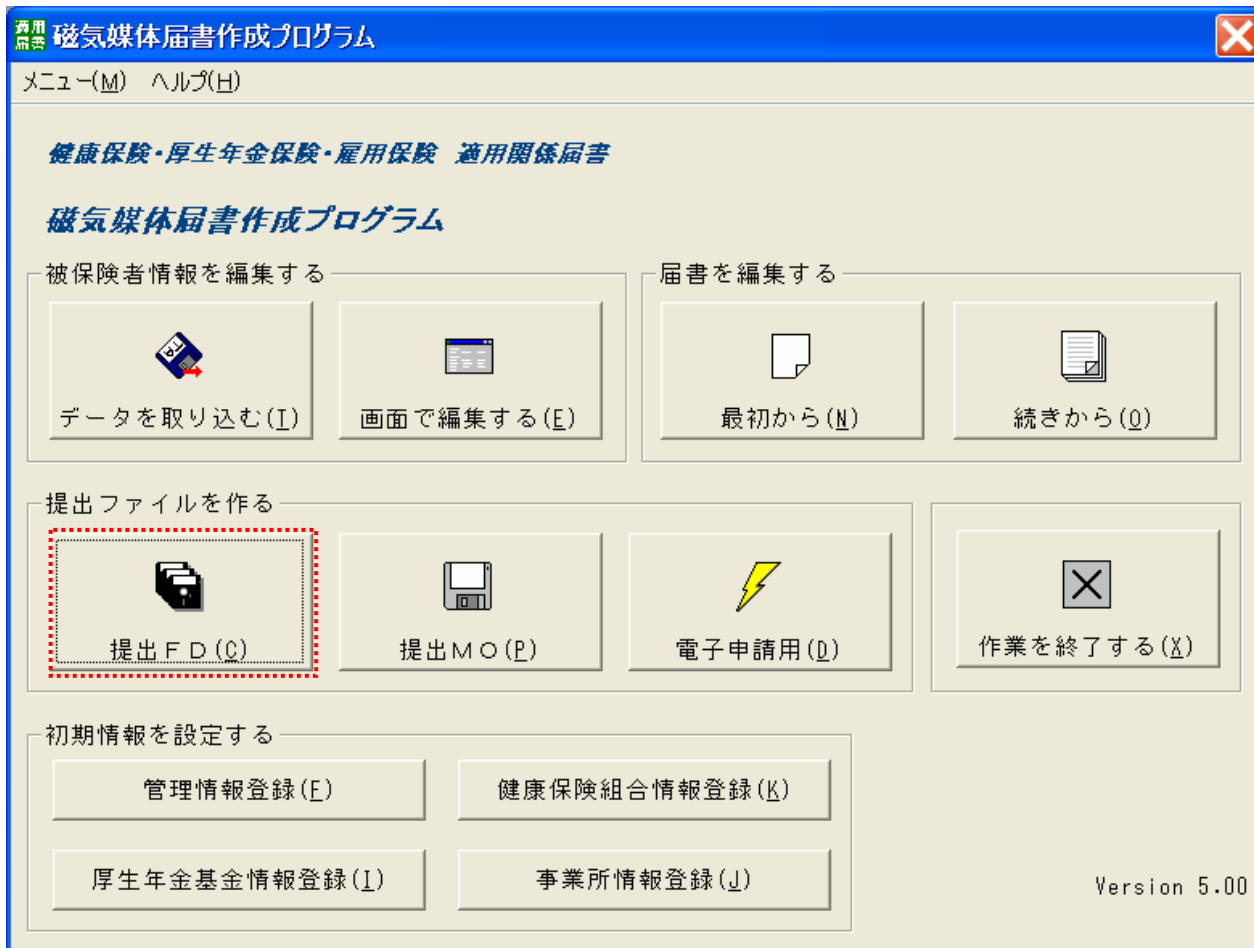 適用届書 磁気媒体届書作成プログラム
メニュー(M) ヘルプ(H)
健康保険・厚生年金保険・雇用保険 適用関係届書
磁気媒体届書作成プログラム
被保険者情報を編集する
届書を編集する
データを取り込む(T)
画面で編集する(E)
最初から(N)
続きから(O)
提出ファイルを作る
提出FD(C)
提出MO(P)
電子申請用(D)
作業を終了する(X)
初期情報を設定する
管理情報登録(F)
健康保険組合情報登録(K)
厚生年金基金情報登録(I)
事業所情報登録(J)
Version 5.00